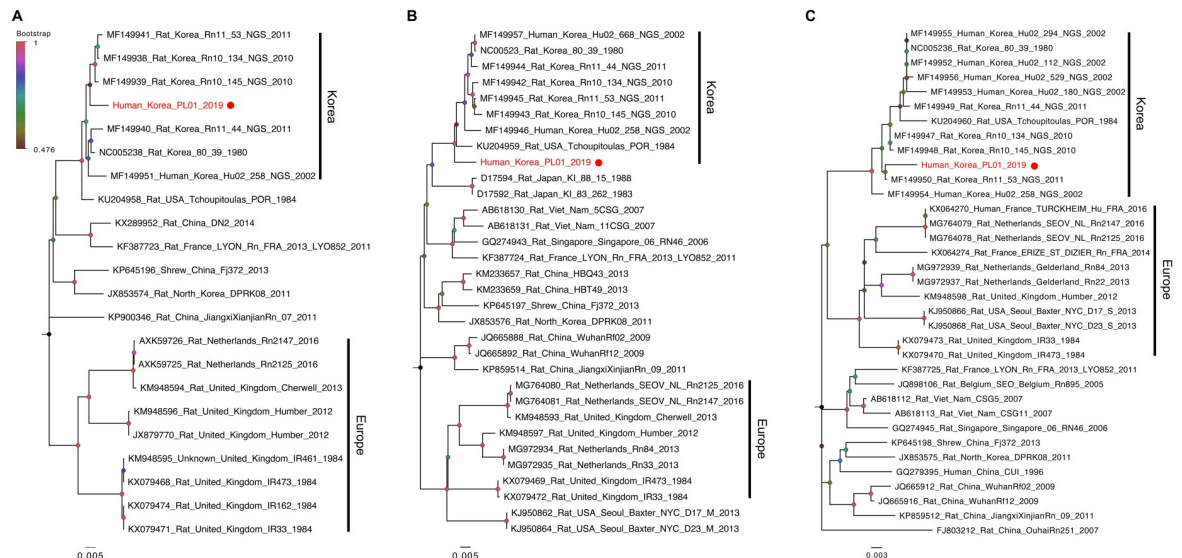 A
Bootstrap
1
0.476
MF149941_Rat_Korea_Rn11_53_NGS_2011
MF149938_Rat_Korea_Rn10_134_NGS_2010
MF149939_Rat_Korea_Rn10_145_NGS_2010
Human_Korea_PL01_2019
MF149940_Rat_Korea_Rn11_44_NGS_2011
NC005238_Rat_Korea_80_39_1980
MF149951_Human_Korea_Hu02_258_NGS_2002
KU204958_Rat_USA_Tchoupitoulas_POR_1984
KX289952_Rat_China_DN2_2014
KF387723_Rat_France_LYON_Rn_FRA_2013_LYO852_2011
KP645196_Shrew_China_Fj372_2013
JX853574_Rat_North_Korea_DPRK08_2011
KP900346_Rat_China_JiangxiXianjianRn_07_2011
AXK59726_Rat_Netherlands_Rn2147_2016
AXK59725_Rat_Netherlands_Rn2125_2016
KM948594_Rat_United_Kingdom_Cherwell_2013
KM948596_Rat_United_Kingdom_Humber_2012
JX879770_Rat_United_Kingdom_Humber_2012
KM948595_Unknown_United_Kingdom_IR461_1984
KX079468_Rat_United_Kingdom_IR473_1984
KX079474_Rat_United_Kingdom_IR162_1984
KX079471_Rat_United_Kingdom_IR33_1984
Korea
Europe
0.005
B
MF149957_Human_Korea_Hu02_668_NGS_2002
NC00523_Rat_Korea_80_39_1980
MF149944_Rat_Korea_Rn11_44_NGS_2011
MF149942_Rat_Korea_Rn10_134_NGS_2010
MF149945_Rat_Korea_Rn11_53_NGS_2011
MF149943_Rat_Korea_Rn10_145_NGS_2010
MF149946_Human_Korea_Hu02_258_NGS_2002
KU204959_Rat_USA_Tchoupitoulas_POR_1984
Human_Korea_PL01_2019
D17594_Rat_Japan_KI_88_15_1988
D17592_Rat_Japan_KI_83_262_1983
AB618130_Rat_Viet_Nam_5CSG_2007
AB618131_Rat_Viet_Nam_11CSG_2007
GQ274943_Rat_Singapore_Singapore_06_RN46_2006
KF387724_Rat_France_LYON_Rn_FRA_2013_LYO852_2011
KM233657_Rat_China_HBQ43_2013
KM233659_Rat_China_HBT49_2013
KP645197_Shrew_China_Fj372_2013
JX853576_Rat_North_Korea_DPRK08_2011
JQ665888_Rat_China_WuhanRf02_2009
JQ665892_Rat_China_WuhanRf12_2009
KP859514_Rat_China_JiangxiXinjianRn_09_2011
MG764080_Rat_Netherlands_SEOV_NL_Rn2125_2016
MG764081_Rat_Netherlands_SEOV_NL_Rn2147_2016
KM948593_Rat_United_Kingdom_Cherwell_2013
KM948597_Rat_United_Kingdom_Humber_2012
MG972934_Rat_Netherlands_Rn84_2013
MG972935_Rat_Netherlands_Rn33_2013
KX079469_Rat_United_Kingdom_IR473_1984
KX079472_Rat_United_Kingdom_IR33_1984
KJ950862_Rat_USA_Seoul_Baxter_NYC_D17_M_2013
KJ950864_Rat_USA_Seoul_Baxter_NYC_D23_M_2013
Korea
Europe
0.005
C
MF149955_Human_Korea_Hu02_294_NGS_2002
NC005236_Rat_Korea_80_39_1980
MF149952_Human_Korea_Hu02_112_NGS_2002
MF149956_Human_Korea_Hu02_529_NGS_2002
MF149953_Human_Korea_Hu02_180_NGS_2002
MF149949_Rat_Korea_Rn11_44_NGS_2011
KU204960_Rat_USA_Tchoupitoulas_POR_1984
MF149947_Rat_Korea_Rn10_134_NGS_2010
MF149948_Rat_Korea_Rn10_145_NGS_2010
Human_Korea_PL01_2019
MF149950_Rat_Korea_Rn11_53_NGS_2011
MF149954_Human_Korea_Hu02_258_NGS_2002
KX064270_Human_France_TURCKHEIM_Hu_FRA_2016
MG764079_Rat_Netherlands_SEOV_NL_Rn2147_2016
MG764078_Rat_Netherlands_SEOV_NL_Rn2125_2016
KX064274_Rat_France_ERIZE_ST_DIZIER_Rn_FRA_2014
MG972939_Rat_Netherlands_Gelderland_Rn84_2013
MG972937_Rat_Netherlands_Gelderland_Rn22_2013
KM948598_Rat_United_Kingdom_Humber_2012
KJ950866_Rat_USA_Seoul_Baxter_NYC_D17_S_2013
KJ950868_Rat_USA_Seoul_Baxter_NYC_D23_S_2013
KX079473_Rat_United_Kingdom_IR33_1984
KX079470_Rat_United_Kingdom_IR473_1984
KF387725_Rat_France_LYON_Rn_FRA_2013_LYO852_2011
JQ898106_Rat_Belgium_SEO_Belgium_Rn895_2005
AB618112_Rat_Viet_Nam_CSG5_2007
AB618113_Rat_Viet_Nam_CSG11_2007
GQ274945_Rat_Singapore_Singapore_06_RN46_2006
KP645198_Shrew_China_Fj372_2013
JX853575_Rat_North_Korea_DPRK08_2011
GQ279395_Human_China_CUI_1996
JQ665912_Rat_China_WuhanRf02_2009
JQ665916_Rat_China_WuhanRf12_2009
KP859512_Rat_China_JiangxiXinjianRn_09_2011
FJ803212_Rat_China_OuhaiRn251_2007
Korea
Europe
0.003